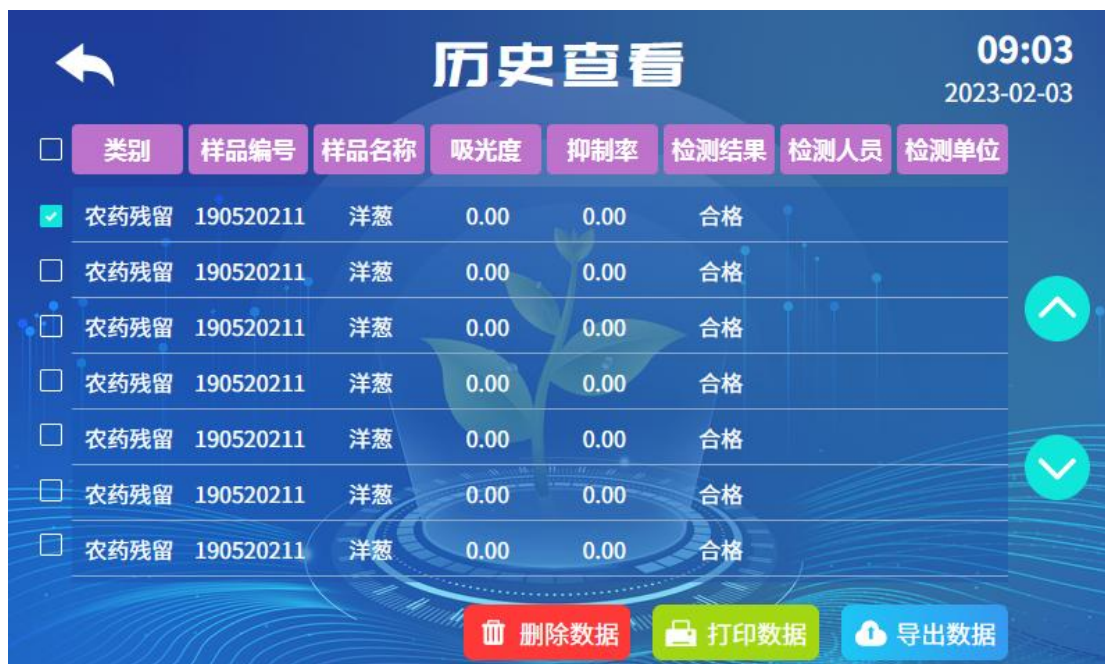 历史查看
09:03
2023-02-03
类别 样品编号 样品名称 吸光度 抑制率 检测结果 检测人员 检测单位
农药残留 190520211 洋葱 0.00 0.00 合格
农药残留 190520211 洋葱 0.00 0.00 合格
农药残留 190520211 洋葱 0.00 0.00 合格
农药残留 190520211 洋葱 0.00 0.00 合格
农药残留 190520211 洋葱 0.00 0.00 合格
农药残留 190520211 洋葱 0.00 0.00 合格
农药残留 190520211 洋葱 0.00 0.00 合格
删除数据 打印数据 导出数据